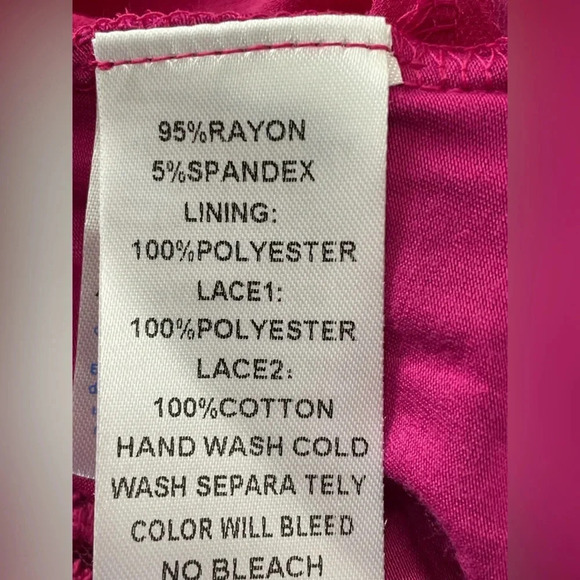 95%RAYON
5%SPANDEX
LINING:
100%POLYESTER
LACE1:
100%POLYESTER
LACE2:
100%COTTON
HAND WASH COLD
WASH SEPARA TELY
COLOR WILL BLEED
NO BLEACH